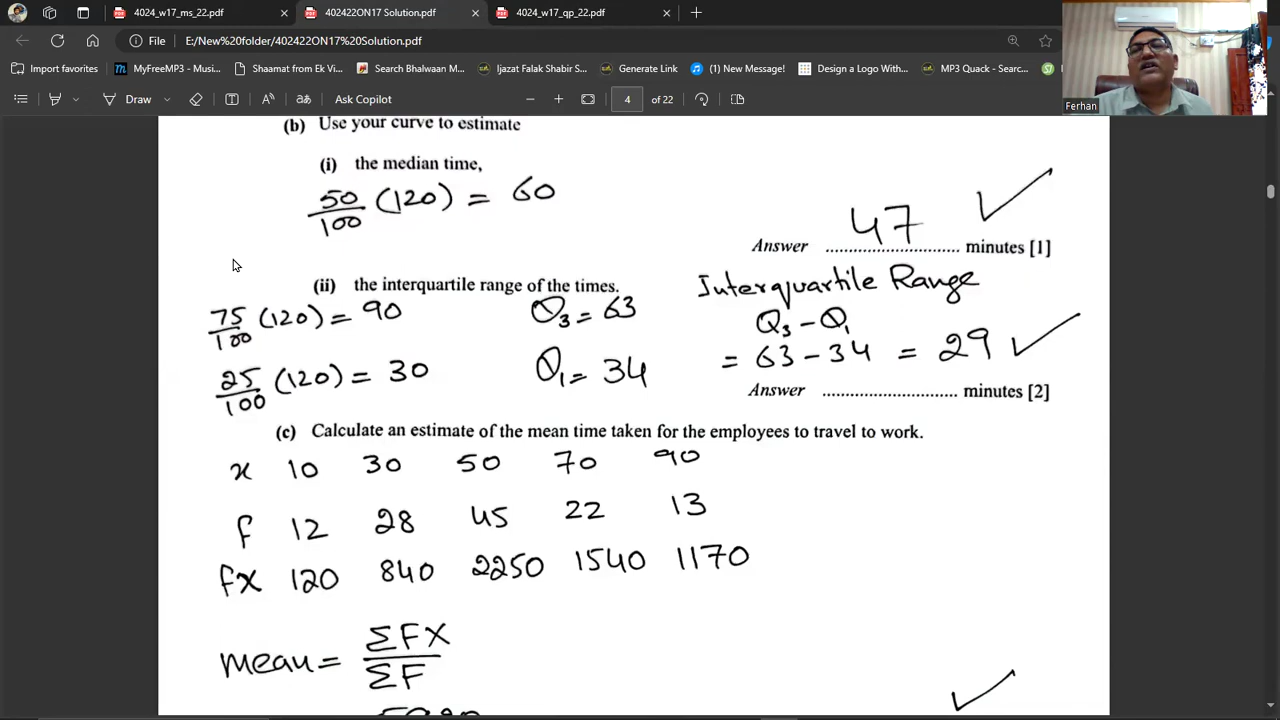 4024_w17_ms_22.pdf
402422ON17 Solution.pdf
4024_w17_qp_22.pdf
File E:/New%20folder/402422ON17%20Solution.pdf
Import favorites
MyFreeMP3 - Musi...
Shaamat from Ek Vi...
Search Bhalwaan M...
Ijazat Falak Shabir S...
Generate Link
(1) New Message!
Design a Logo With...
MP3 Quack - Searc...
Draw
Ask Copilot
4 of 22
Ferhan
(b) Use your curve to estimate
(i) the median time,
50/100 (120) = 60
47
Answer ................................ minutes [1]
(ii) the interquartile range of the times.
Interquartile Range
75/100 (120) = 90
Q3 = 63
Q3 - Q1
= 63 - 34 = 29
25/100 (120) = 30
Q1 = 34
Answer ................................ minutes [2]
(c) Calculate an estimate of the mean time taken for the employees to travel to work.
x 10 30 50 70 90
f 12 28 45 22 13
fx 120 840 2250 1540 1170
mean = ΣFX/ΣF